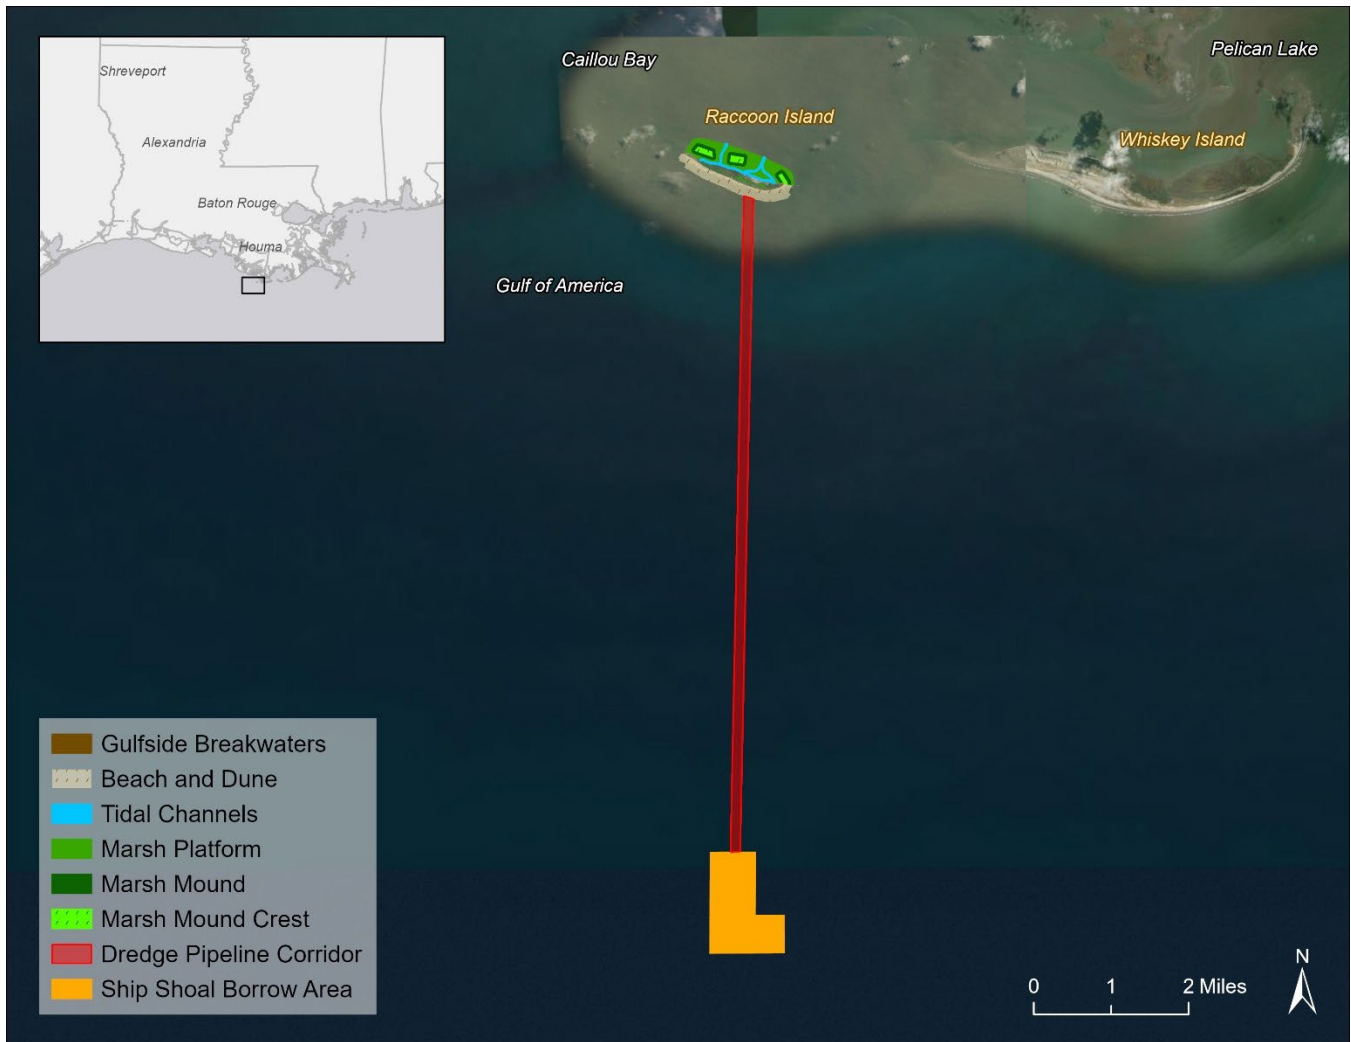 Caillou Bay
Pelican Lake
Raccoon Island
Whiskey Island
Gulf of America
Shreveport
Alexandria
Baton Rouge
Houma
Gulfside Breakwaters
Beach and Dune
Tidal Channels
Marsh Platform
Marsh Mound
Marsh Mound Crest
Dredge Pipeline Corridor
Ship Shoal Borrow Area
0 1 2 Miles
N